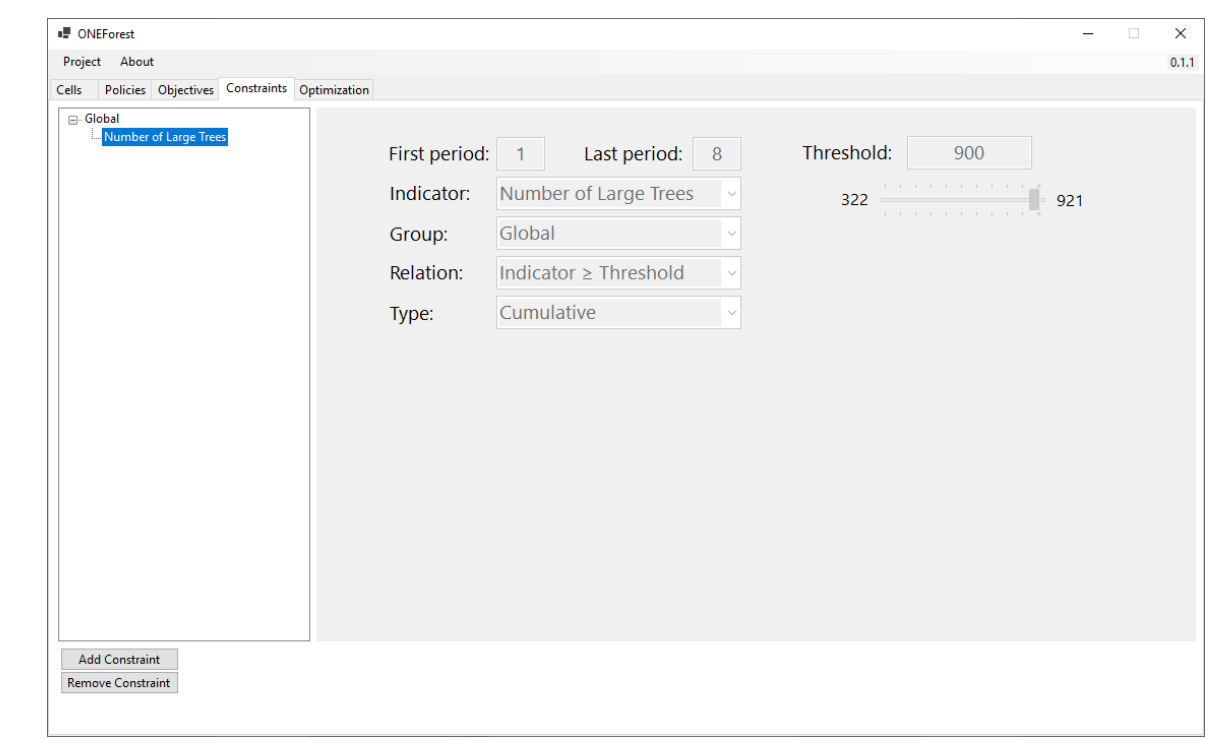 ONEForest
Project About 0.1.1
Cells Policies Objectives Constraints Optimization
Global
Number of Large Trees
First period: 1 Last period: 8 Threshold: 900
Indicator: Number of Large Trees
322 921
Group: Global
Relation: Indicator ≥ Threshold
Type: Cumulative
Add Constraint
Remove Constraint